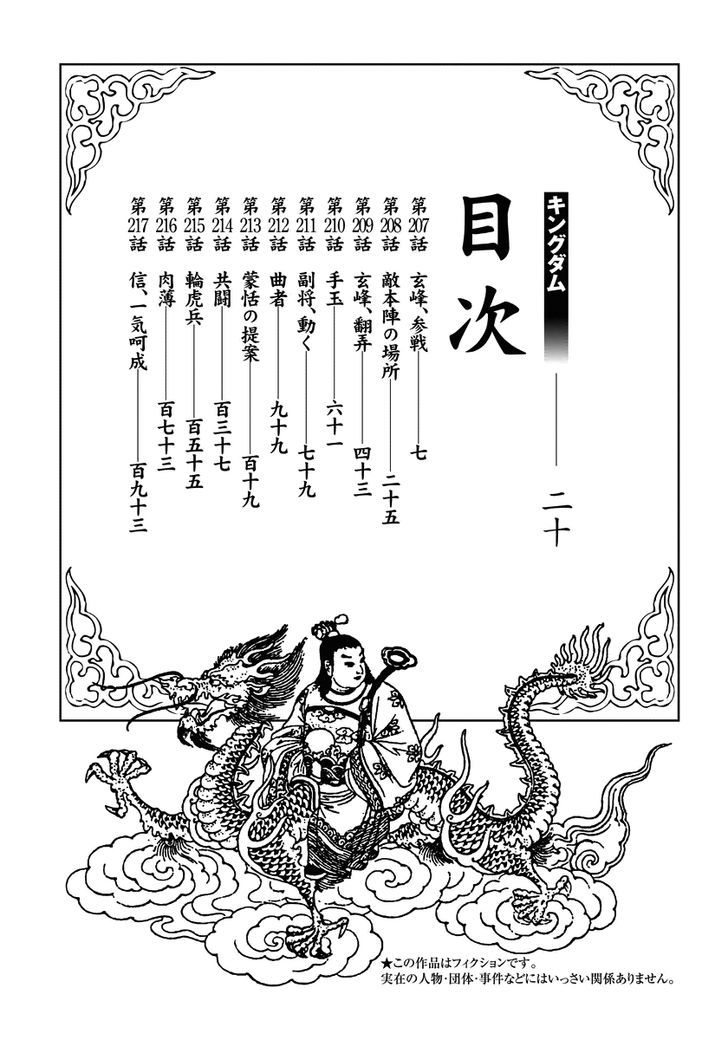 キングダム 二十
目次
第207話 玄峰、参戦 七
第208話 敵本陣の場所 二十五
第209話 玄峰、翻弄 四十三
第210話 手玉 六十一
第211話 副将、動く 七十九
第212話 曲者 九十九
第213話 蒙恬の提案 百十九
第214話 共闘 百三十七
第215話 輪虎兵 百五十五
第216話 肉薄 百七十三
第217話 信、一気呵成 百九十三
★この作品はフィクションです。
実在の人物・団体・事件などにはいっさい関係ありません。